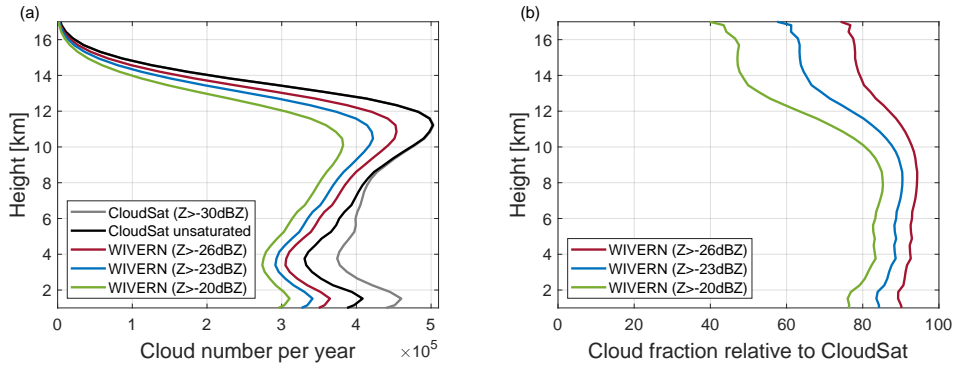 (a)
Height [km]
16
14
12
10
8
6
4
2
CloudSat (Z>-30dBZ)
CloudSat unsaturated
WIVERN (Z>-26dBZ)
WIVERN (Z>-23dBZ)
WIVERN (Z>-20dBZ)
0 1 2 3 4 5
Cloud number per year ×10⁵
(b)
Height [km]
16
14
12
10
8
6
4
2
WIVERN (Z>-26dBZ)
WIVERN (Z>-23dBZ)
WIVERN (Z>-20dBZ)
0 20 40 60 80 100
Cloud fraction relative to CloudSat